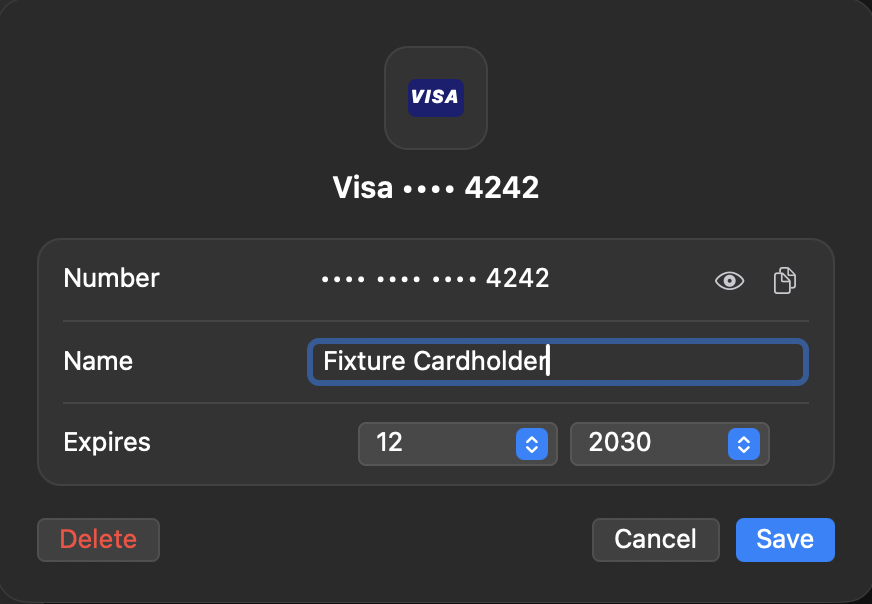 VISA
Visa •••• 4242
Number •••• •••• •••• 4242
Name Fixture Cardholder
Expires 12 2030
Delete Cancel Save